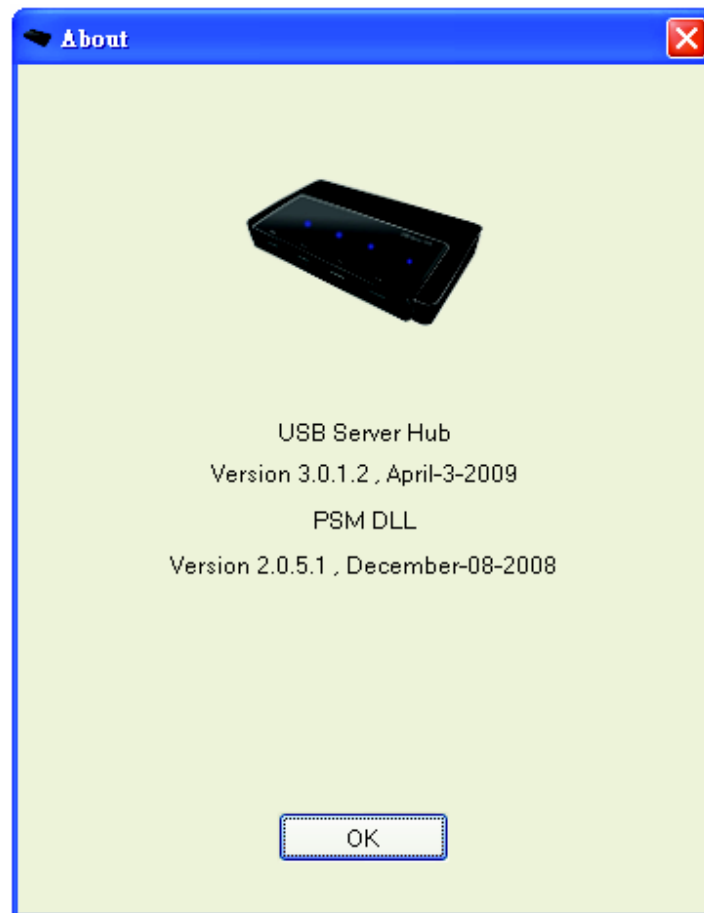 About
USB Server Hub
Version 3.0.1.2 , April-3-2009
PSM DLL
Version 2.0.5.1 , December-08-2008
OK